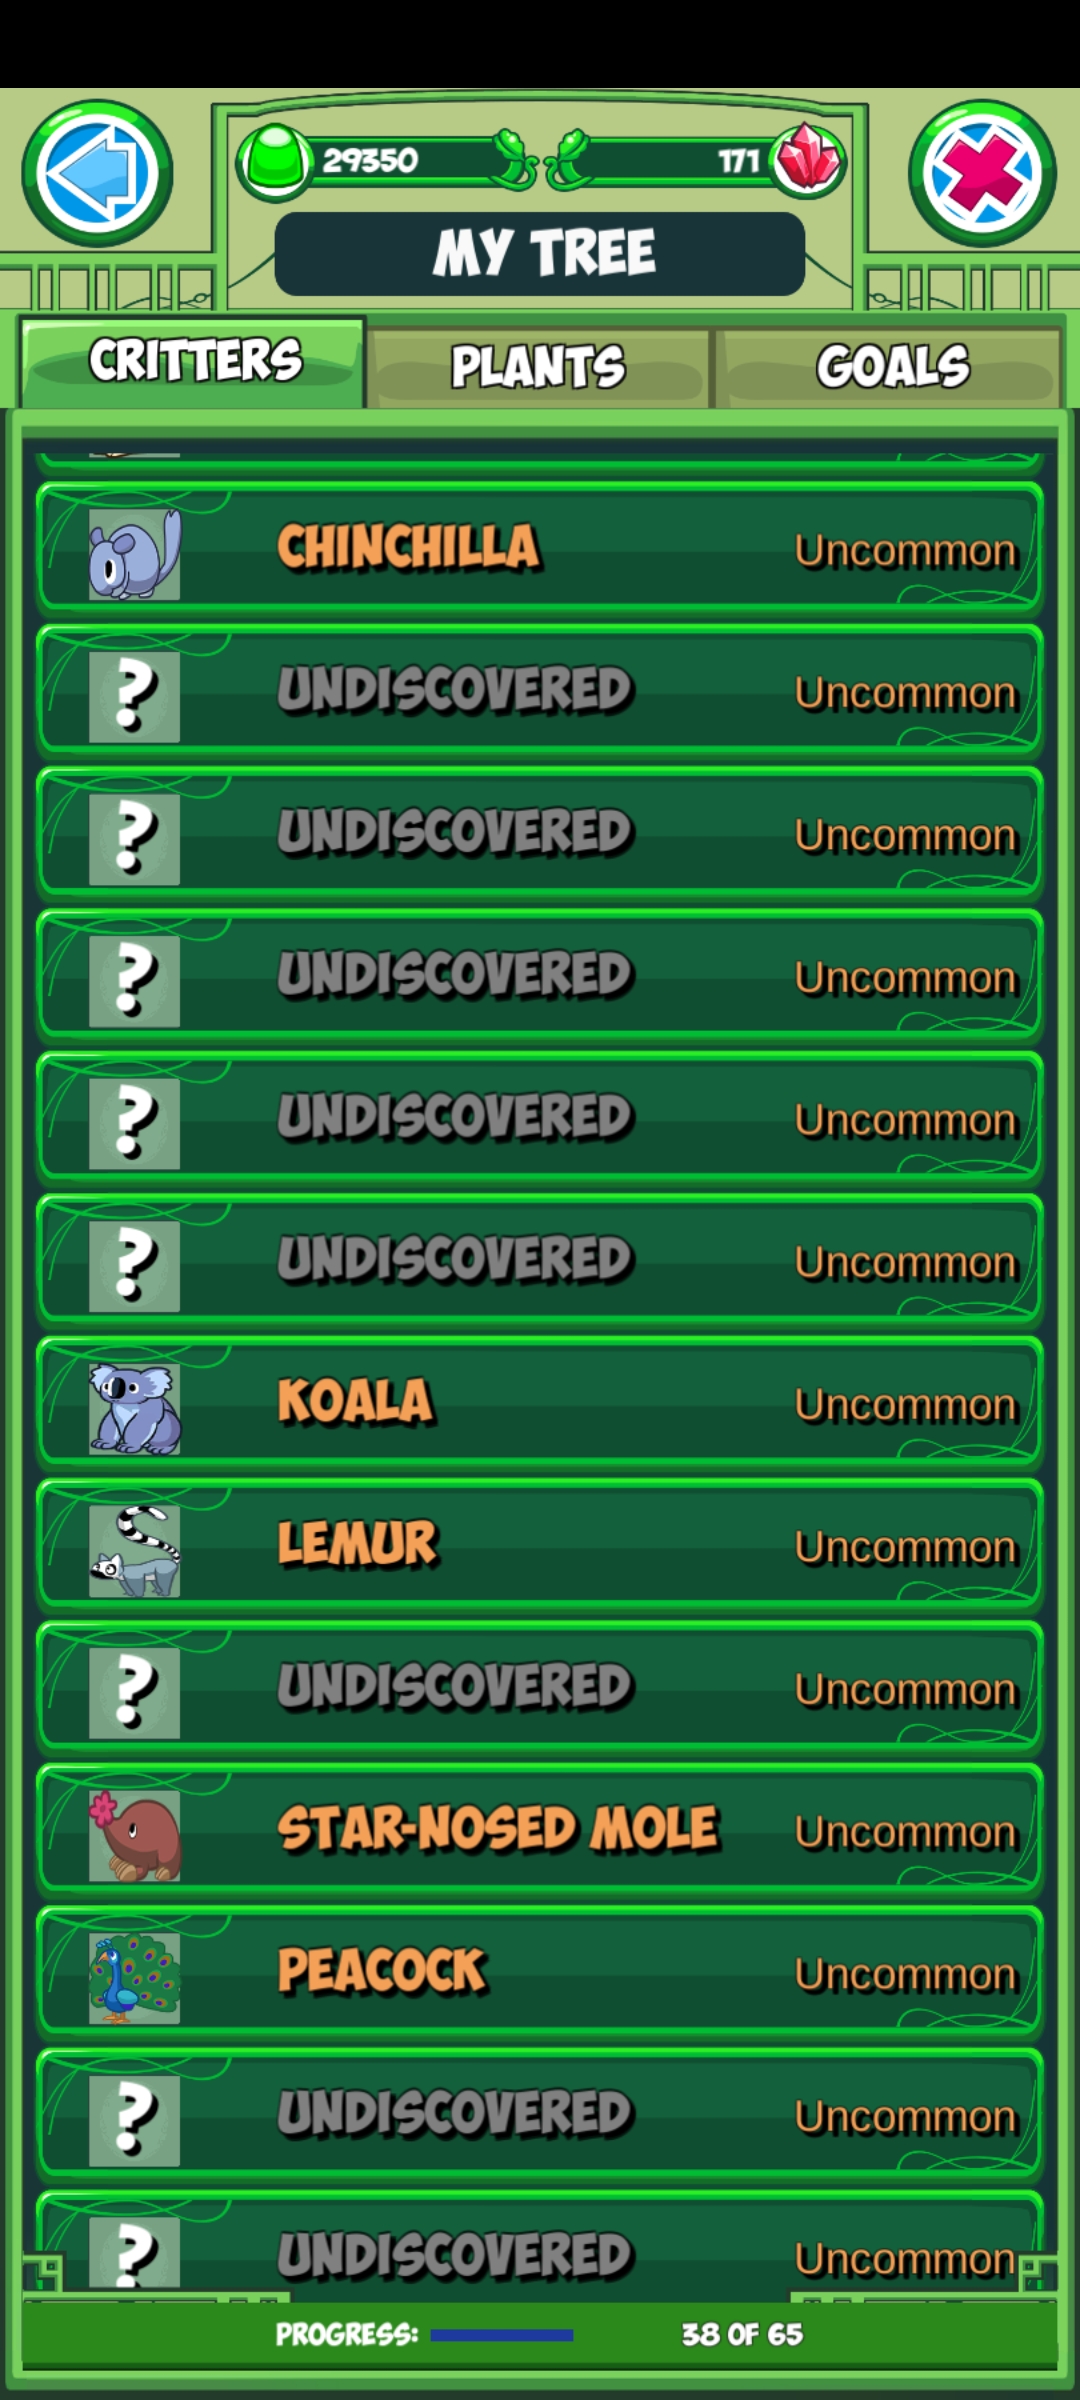 29350 171
MY TREE
CRITTERS PLANTS GOALS
CHINCHILLA Uncommon
? UNDISCOVERED Uncommon
? UNDISCOVERED Uncommon
? UNDISCOVERED Uncommon
? UNDISCOVERED Uncommon
? UNDISCOVERED Uncommon
KOALA Uncommon
LEMUR Uncommon
? UNDISCOVERED Uncommon
STAR-NOSED MOLE Uncommon
PEACOCK Uncommon
? UNDISCOVERED Uncommon
? UNDISCOVERED Uncommon
PROGRESS: 38 OF 65